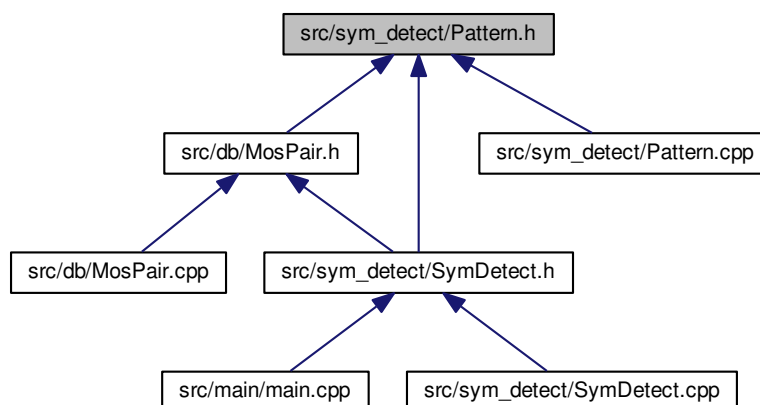 src/sym_detect/Pattern.h
src/db/MosPair.h
src/sym_detect/Pattern.cpp
src/db/MosPair.cpp
src/sym_detect/SymDetect.h
src/main/main.cpp
src/sym_detect/SymDetect.cpp